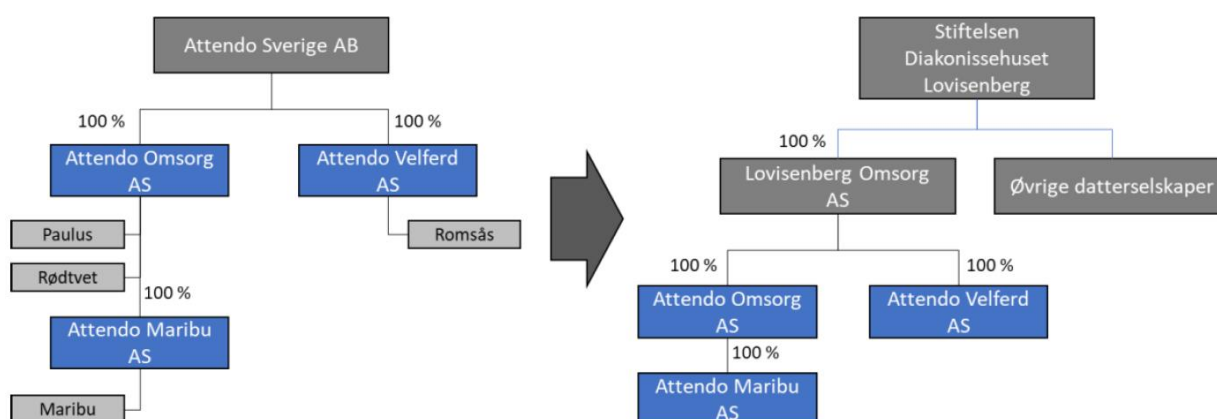 Attendo Sverige AB
100 %
100 %
Attendo Omsorg
AS
Attendo Velferd
AS
Paulus
Romsås
Rødtvet
100 %
Attendo Maribu
AS
Maribu
Stiftelsen
Diakonissehuset
Lovisenberg
100 %
Lovisenberg Omsorg
AS
Øvrige datterselskaper
100 %
100 %
Attendo Omsorg
AS
Attendo Velferd
AS
100 %
Attendo Maribu
AS